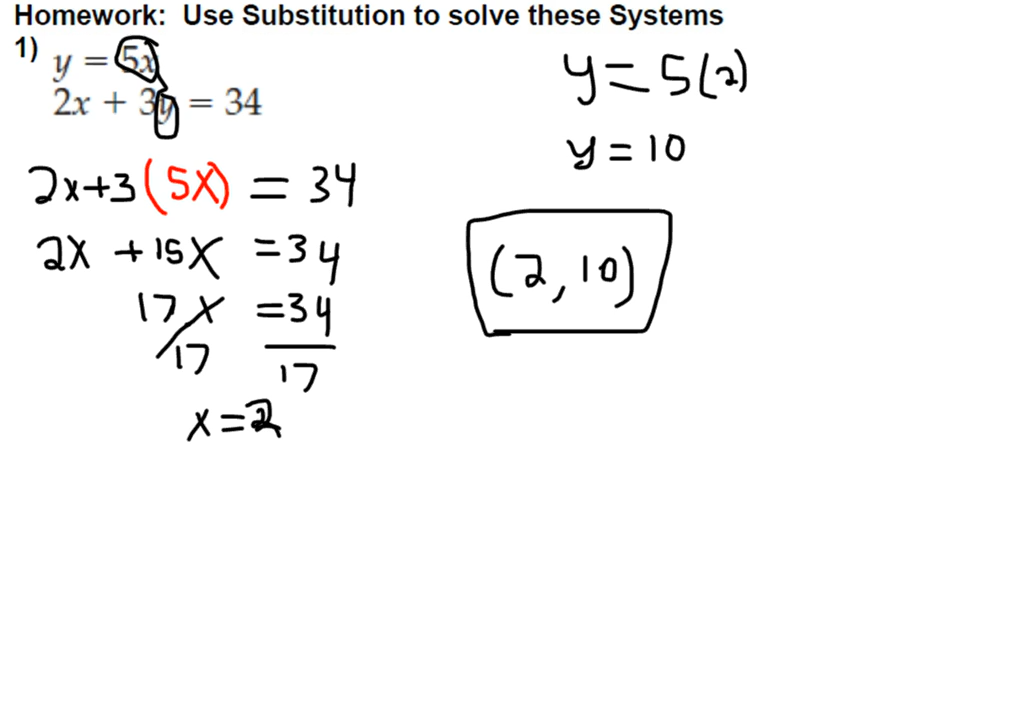 Homework: Use Substitution to solve these Systems
1) y = 5x
2x + 3y = 34
2x+3(5x) = 34
2x +15x =34
17x =34
17 17
x=2
y=5(2)
y=10
(2,10)